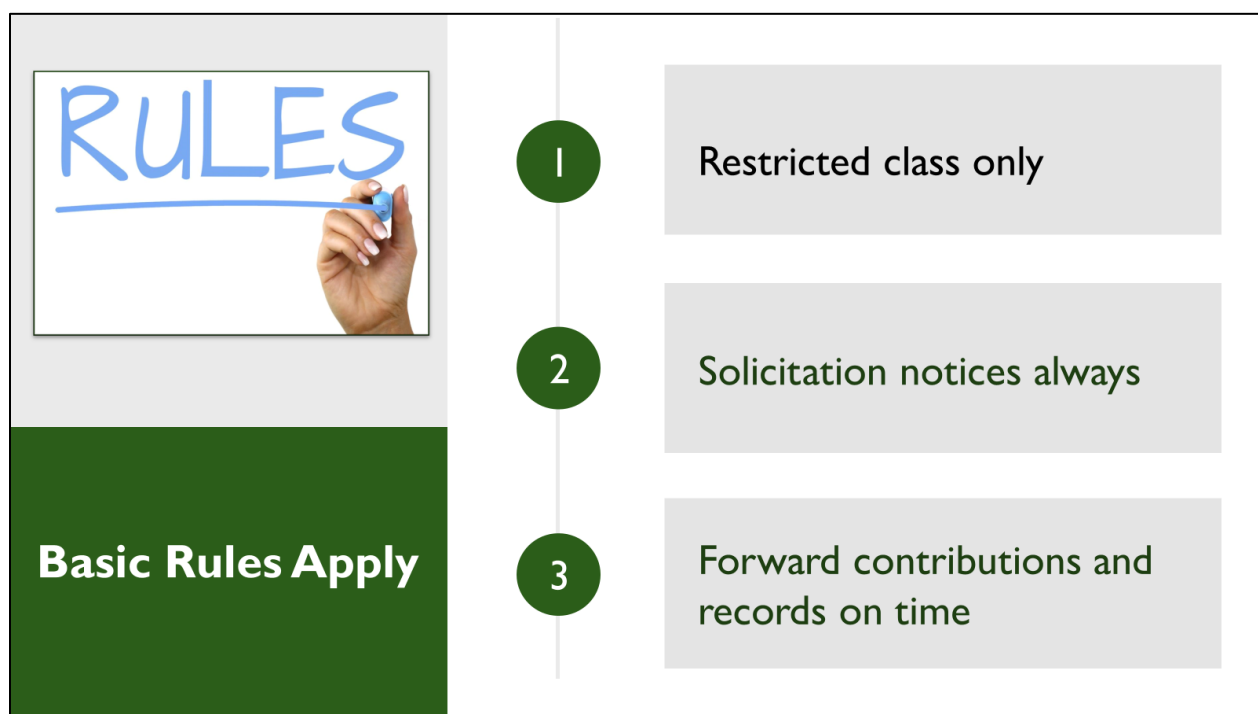 RULES
Basic Rules Apply
1
Restricted class only
2
Solicitation notices always
3
Forward contributions and
records on time